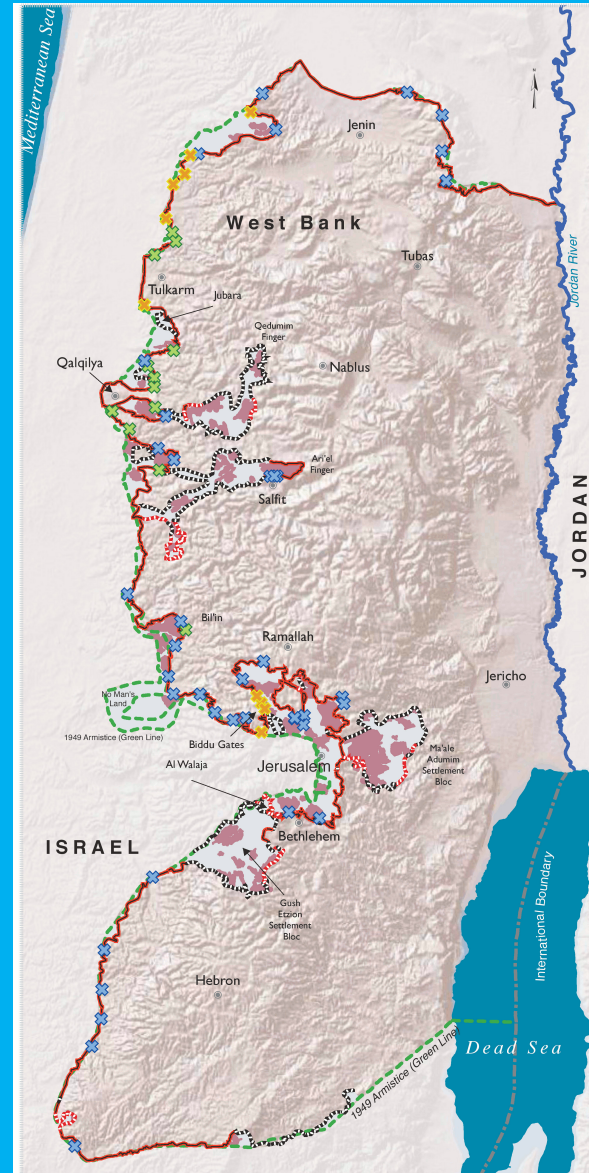 Mediterranean Sea
N
Jenin
West Bank
Tubas
Jordan River
Tulkarm
Jubara
Qedumim
Finger
Qalqilya
Nablus
Ari'el
Finger
Salfit
JORDAN
Bil'in
Ramallah
Jericho
No Man's
Land
1949 Armistice (Green Line)
Biddu Gates
Ma'ale
Adumim
Settlement
Bloc
Al Walaja
Jerusalem
Bethlehem
ISRAEL
Gush
Etzion
Settlement
Bloc
International Boundary
Hebron
1949 Armistice (Green Line)
Dead Sea